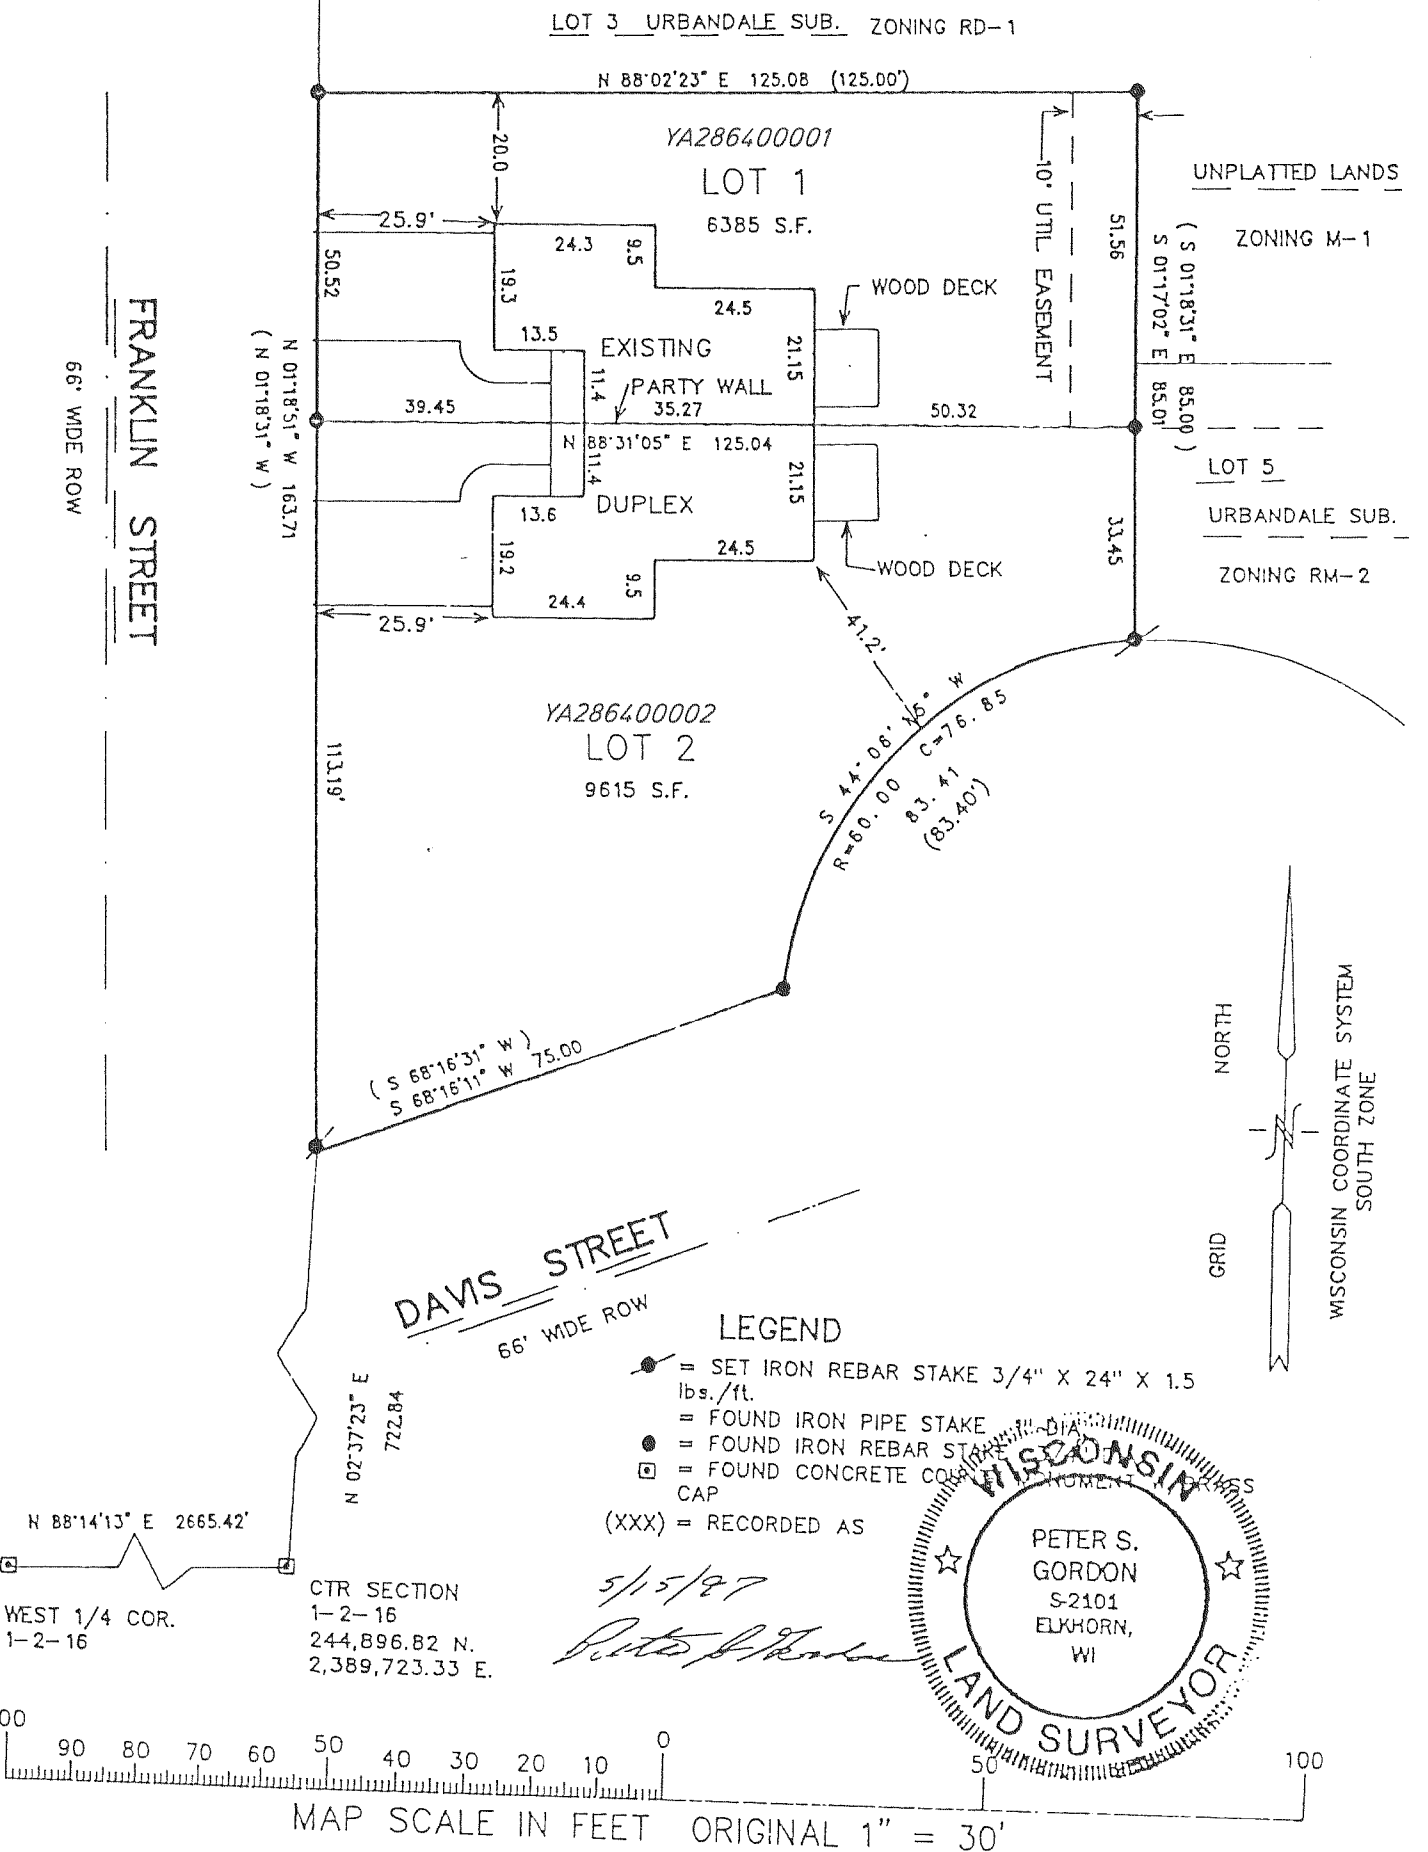 LOT 3 URBANDALE SUB. ZONING RD-1
N 88°02'23" E 125.08 (125.00')
YA286400001
LOT 1
6385 S.F.
20.0
25.9'
24.3
9.5
19.3
24.5
13.5
EXISTING
21.15
11.4
PARTY WALL
39.45
35.27
50.32
N 88°31'05" E 125.04
11.4
21.15
DUPLEX
13.6
19.2
24.5
9.5
24.4
25.9'
WOOD DECK
WOOD DECK
10' UTIL EASEMENT
51.56
33.45
( S 01°18'31" E 85.00 )
S 01°17'02" E 85.01
UNPLATTED LANDS
ZONING M-1
LOT 5
URBANDALE SUB.
ZONING RM-2
50.52
N 01°18'51" W 163.71
( N 01°18'31" W )
FRANKLIN STREET
66' WIDE ROW
41.2'
YA286400002
LOT 2
9615 S.F.
113.19'
S 44° 06' 15" W
R=60.00 C=76.85
83.41
(83.40')
( S 68°16'31" W )
S 68°16'11" W 75.00
DAVIS STREET
66' WIDE ROW
NORTH
GRID
WISCONSIN COORDINATE SYSTEM
SOUTH ZONE
LEGEND
= SET IRON REBAR STAKE 3/4" X 24" X 1.5
lbs./ft.
= FOUND IRON PIPE STAKE DIA
= FOUND IRON REBAR STAKE
= FOUND CONCRETE MONUMENT BRASS
CAP
(XXX) = RECORDED AS
N 02°37'23" E
722.84
N 88°14'13" E 2665.42'
WEST 1/4 COR.
1-2-16
CTR SECTION
1-2-16
244,896.82 N.
2,389,723.33 E.
5/15/97
WISCONSIN
PETER S.
GORDON
S-2101
ELKHORN,
WI
LAND SURVEYOR
00 90 80 70 60 50 40 30 20 10 0 50 100
MAP SCALE IN FEET ORIGINAL 1" = 30'